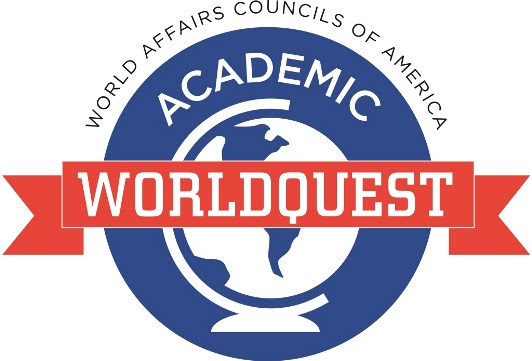 WORLD AFFAIRS COUNCILS OF AMERICA
ACADEMIC
WORLDQUEST